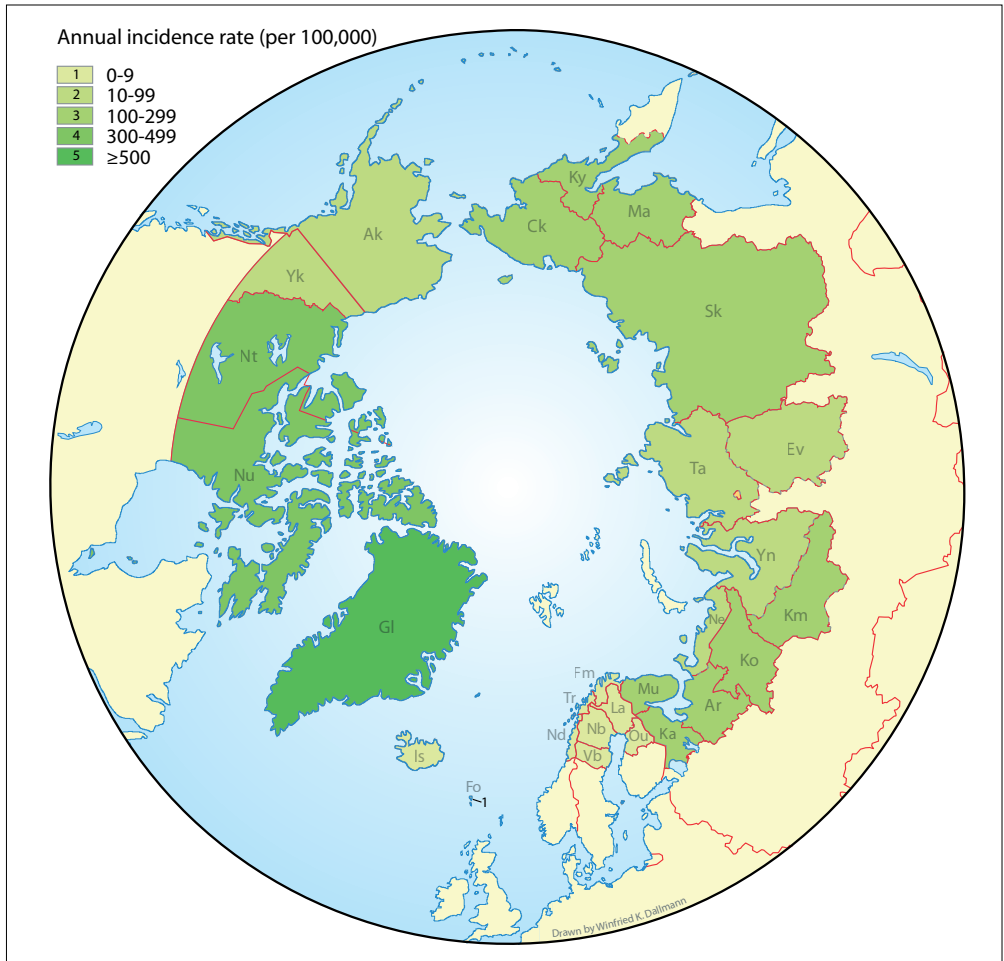 Annual incidence rate (per 100,000)
1 0-9
2 10-99
3 100-299
4 300-499
5 ≥500
Ky
Ma
Ck
Ak
Yk
Sk
Nt
Ev
Ta
Nu
Yn
Km
Ne
Gl
Ko
Fm
Mu
Tr
La
Ar
Nb
Nd
Ou
Ka
Vb
Is
Fo
1
Drawn by Winfried K. Dallmann